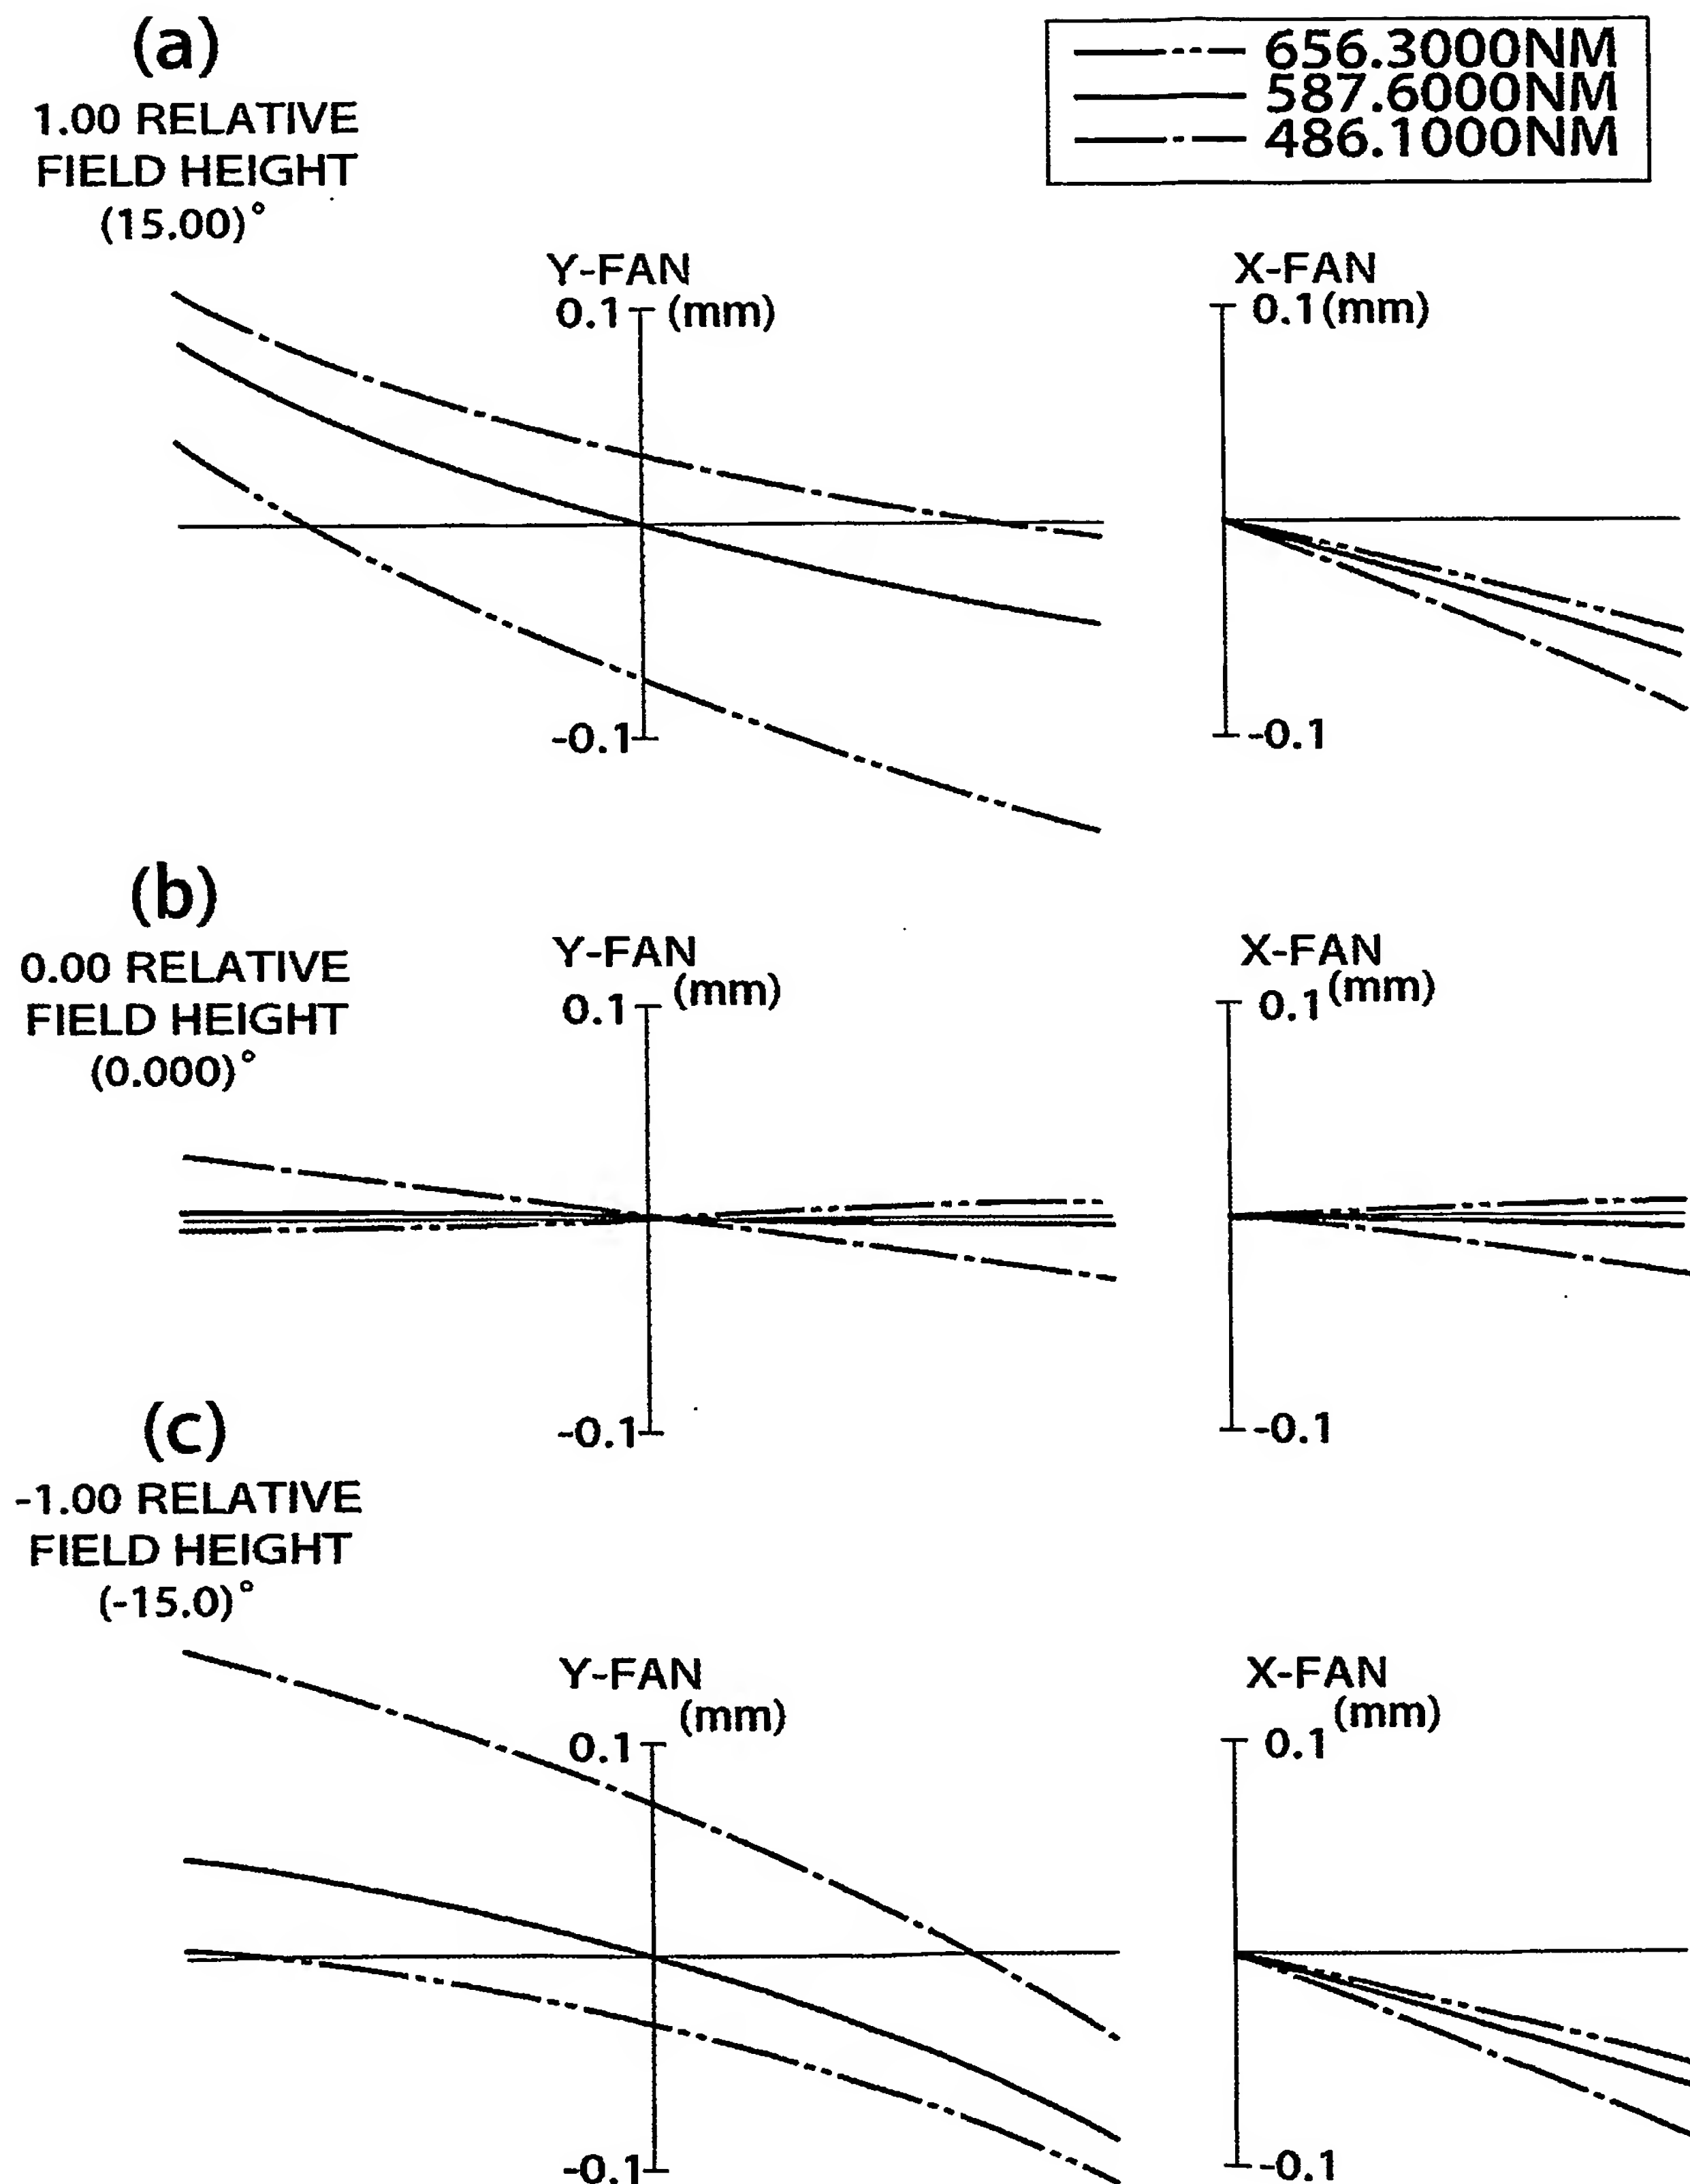 (a)
1.00 RELATIVE
FIELD HEIGHT
(15.00)°
656.3000NM
587.6000NM
486.1000NM
Y-FAN
0.1 (mm)
-0.1
X-FAN
0.1(mm)
-0.1
(b)
0.00 RELATIVE
FIELD HEIGHT
(0.000)°
Y-FAN
0.1 (mm)
-0.1
X-FAN
0.1 (mm)
-0.1
(c)
-1.00 RELATIVE
FIELD HEIGHT
(-15.0)°
Y-FAN
(mm)
0.1
-0.1
X-FAN
(mm)
0.1
-0.1